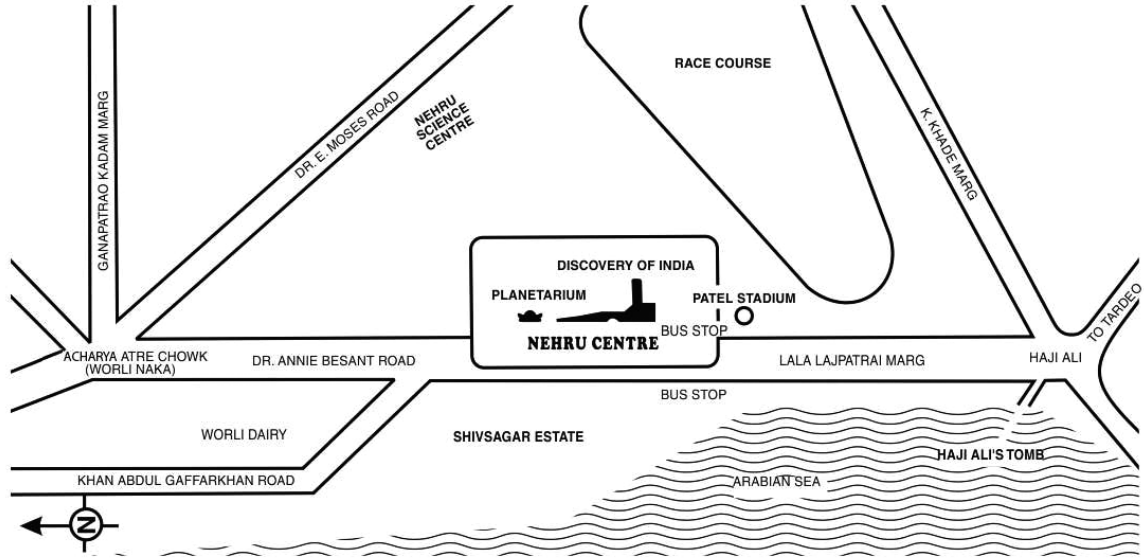 RACE COURSE
GANAPATRAO KADAM MARG
DR. E. MOSES ROAD
NEHRU
SCIENCE
CENTRE
K. KHADE MARG
DISCOVERY OF INDIA
PLANETARIUM
PATEL STADIUM
BUS STOP
NEHRU CENTRE
TO TARDEO
ACHARYA ATRE CHOWK
(WORLI NAKA)
DR. ANNIE BESANT ROAD
LALA LAJPATRAI MARG
HAJI ALI
BUS STOP
WORLI DAIRY
SHIVSAGAR ESTATE
HAJI ALI'S TOMB
KHAN ABDUL GAFFARKHAN ROAD
ARABIAN SEA
N